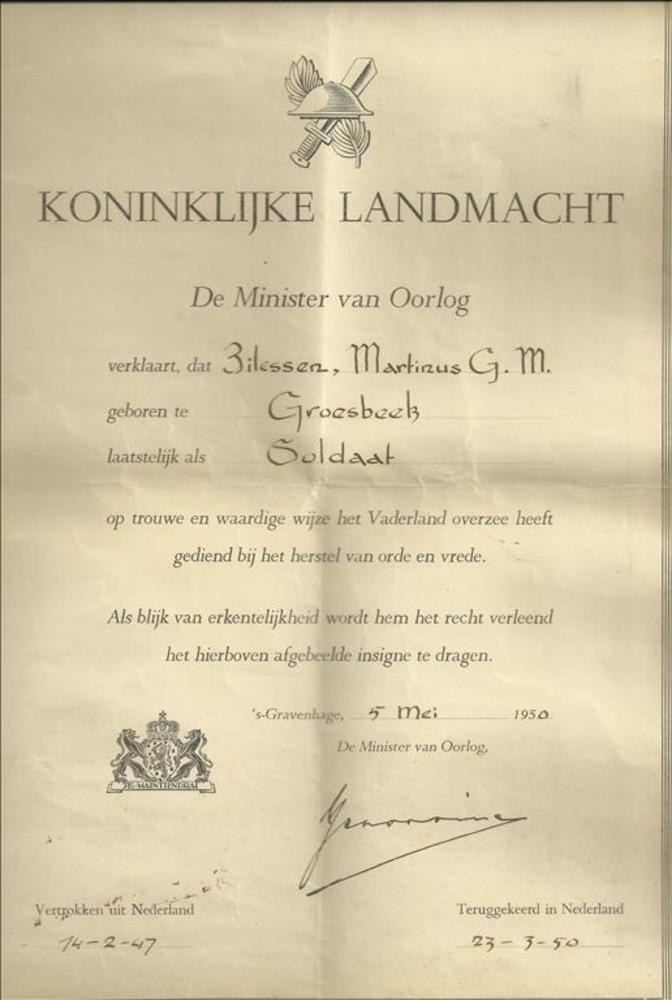 KONINKLIJKE LANDMACHT
De Minister van Oorlog
verklaart, dat Zilessen, Martinus G. M.
geboren te Groesbeek
laatstelijk als Soldaat
op trouwe en waardige wijze het Vaderland overzee heeft
gediend bij het herstel van orde en vrede.
Als blijk van erkentelijkheid wordt hem het recht verleend
het hierboven afgebeelde insigne te dragen.
's-Gravenhage, 5 Mei 1950
De Minister van Oorlog,
JE MAINTIENDRAI
Vertrokken uit Nederland
14-2-47
Teruggekeerd in Nederland
23-3-50